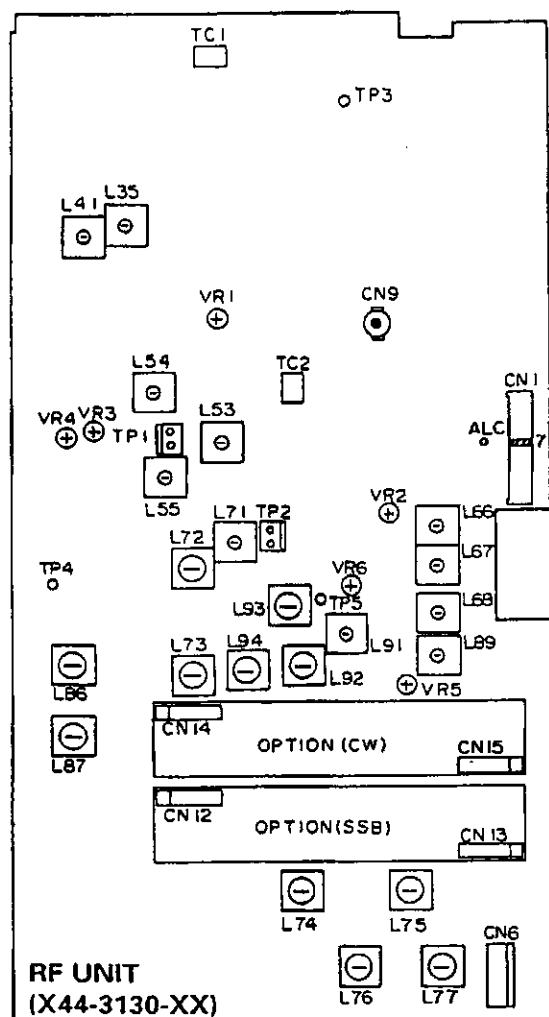 TC1
TP3
L41
L35
VR1
CN9
L54
TC2
CN1
VR4
VR3
TP1
L53
ALC
7
L55
VR2
L71
TP2
L66
L72
L67
TP4
VR6
L93
TP5
L68
L73
L94
L91
L89
L86
L92
VR5
CN14
OPTION (CW)
CN15
L87
CN12
OPTION(SSB)
CN13
L74
L75
CN6
L76
L77
RF UNIT
(X44-3130-XX)